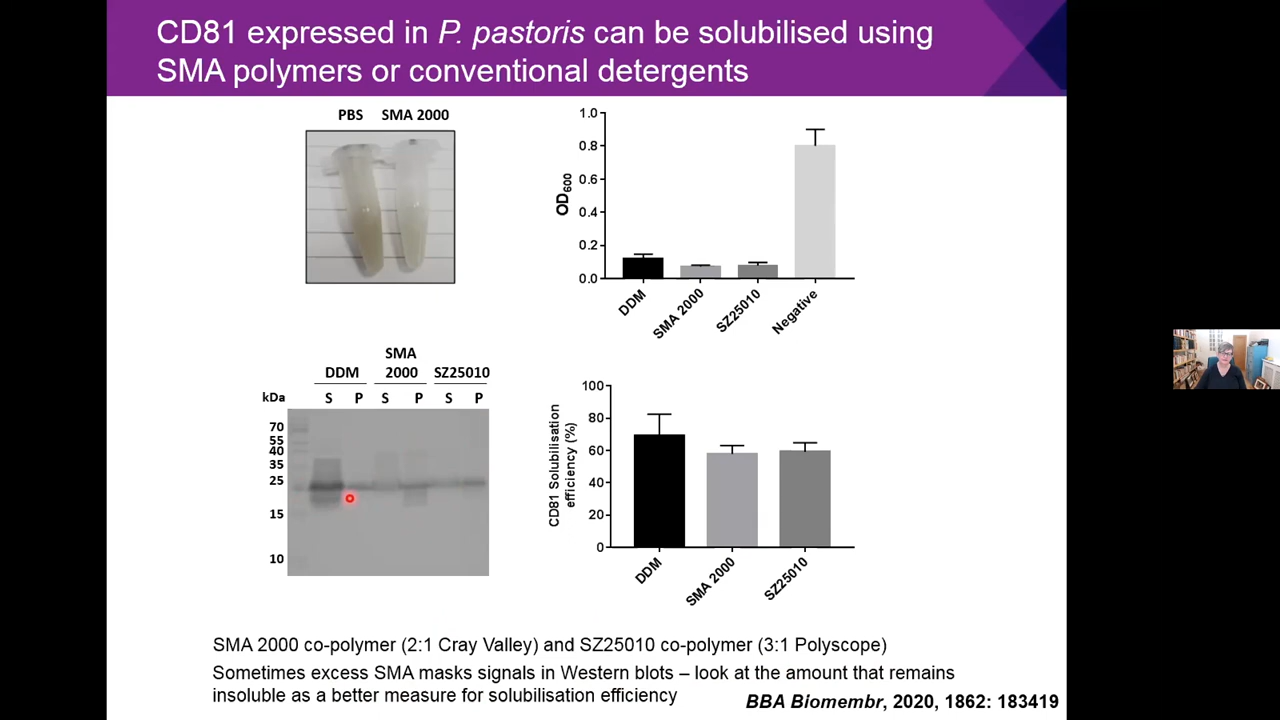 CD81 expressed in P. pastoris can be solubilised using
SMA polymers or conventional detergents
PBS SMA 2000
1.0
0.8
0.6
0.4
0.2
0.0
OD600
DDM
SMA 2000
SZ25010
Negative
SMA
DDM 2000 SZ25010
kDa S P S P S P
70
55
40
35
25
15
10
100
80
60
40
20
0
CD81 Solubilisation
efficiency (%)
DDM
SMA 2000
SZ25010
SMA 2000 co-polymer (2:1 Cray Valley) and SZ25010 co-polymer (3:1 Polyscope)
Sometimes excess SMA masks signals in Western blots – look at the amount that remains
insoluble as a better measure for solubilisation efficiency
BBA Biomembr, 2020, 1862: 183419